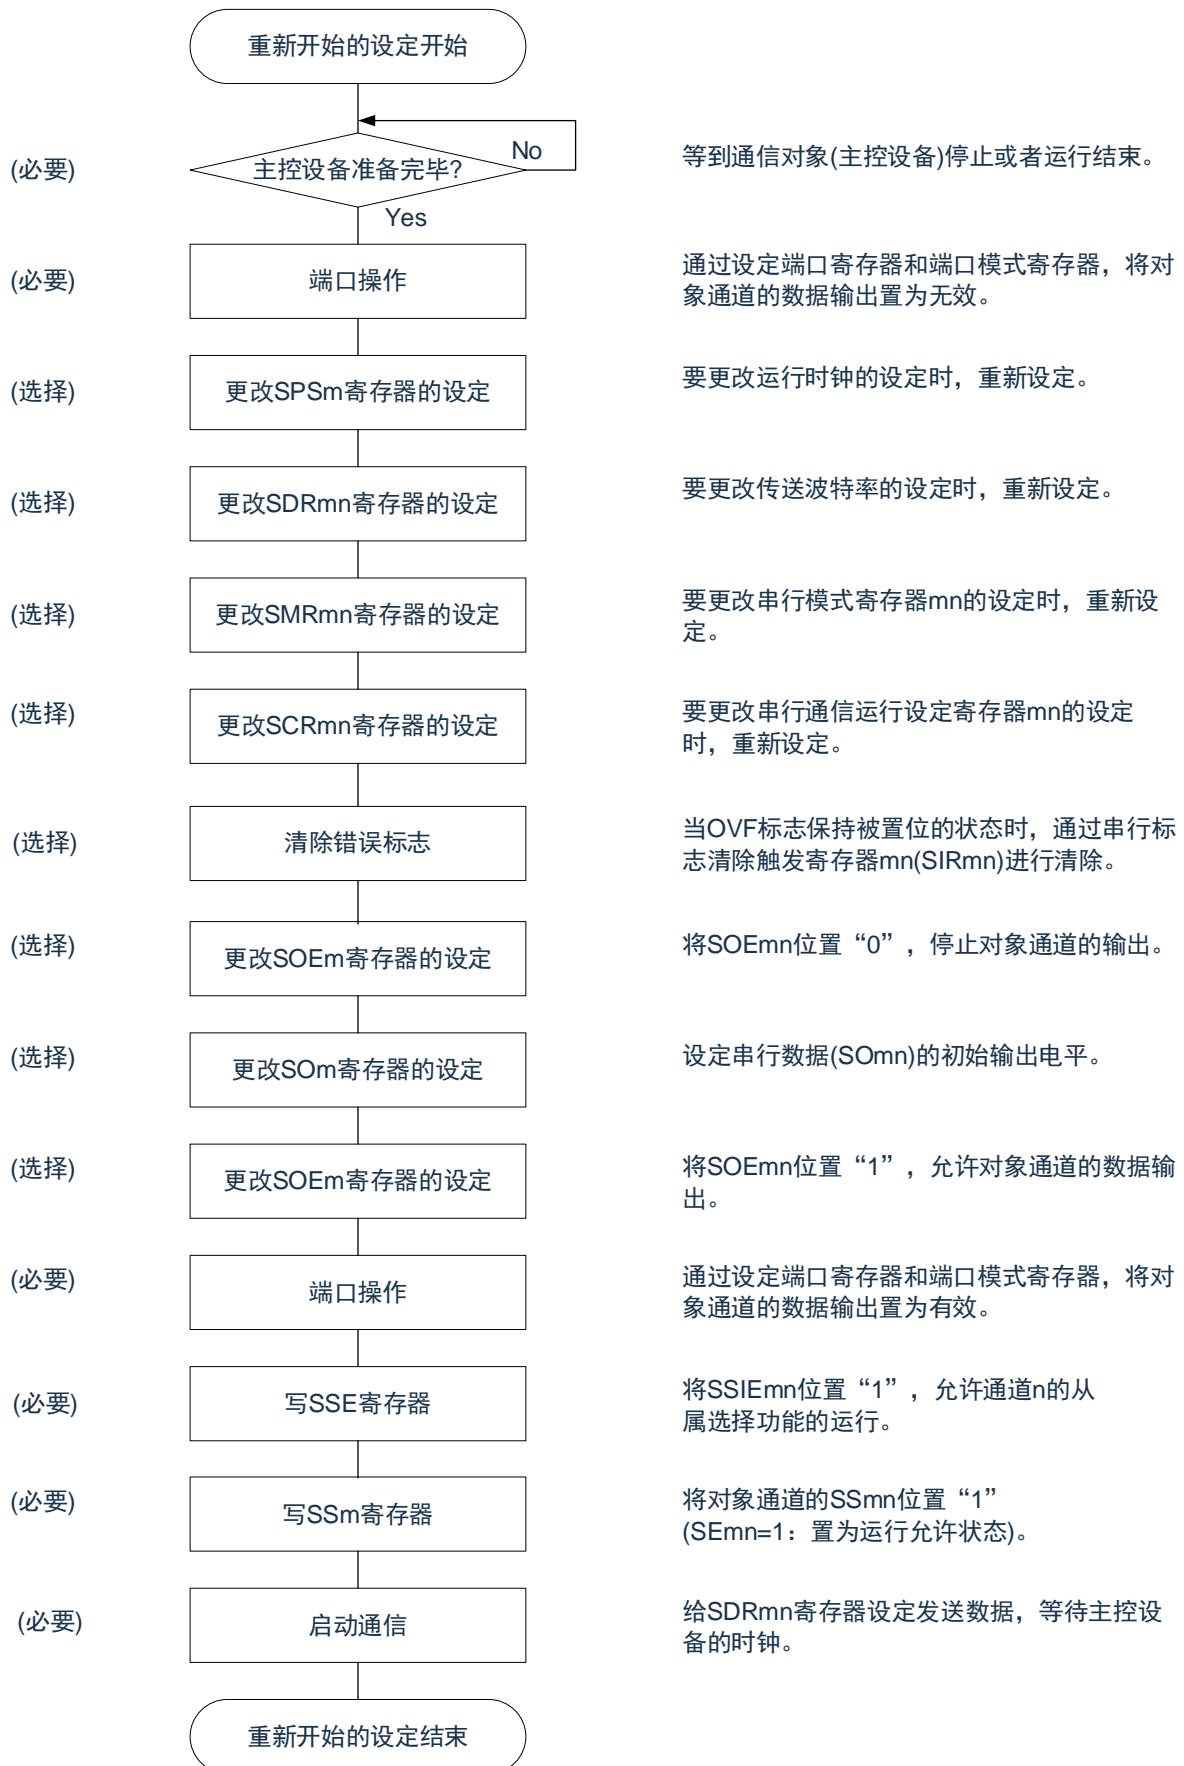 重新开始的设定开始
(必要)
主控设备准备完毕?
No
等到通信对象(主控设备)停止或者运行结束。
Yes
(必要)
端口操作
通过设定端口寄存器和端口模式寄存器，将对
象通道的数据输出置为无效。
(选择)
更改SPSm寄存器的设定
要更改运行时钟的设定时，重新设定。
(选择)
更改SDRmn寄存器的设定
要更改传送波特率的设定时，重新设定。
(选择)
更改SMRmn寄存器的设定
要更改串行模式寄存器mn的设定时，重新设
定。
(选择)
更改SCRmn寄存器的设定
要更改串行通信运行设定寄存器mn的设定
时，重新设定。
(选择)
清除错误标志
当OVF标志保持被置位的状态时，通过串行标
志清除触发寄存器mn(SIRmn)进行清除。
(选择)
更改SOEm寄存器的设定
将SOEmn位置“0”，停止对象通道的输出。
(选择)
更改SOm寄存器的设定
设定串行数据(SOmn)的初始输出电平。
(选择)
更改SOEm寄存器的设定
将SOEmn位置“1”，允许对象通道的数据输
出。
(必要)
端口操作
通过设定端口寄存器和端口模式寄存器，将对
象通道的数据输出置为有效。
(必要)
写SSE寄存器
将SSIEmn位置“1”，允许通道n的从
属选择功能的运行。
(必要)
写SSm寄存器
将对象通道的SSmn位置“1”
(SEmn=1：置为运行允许状态)。
(必要)
启动通信
给SDRmn寄存器设定发送数据，等待主控设
备的时钟。
重新开始的设定结束